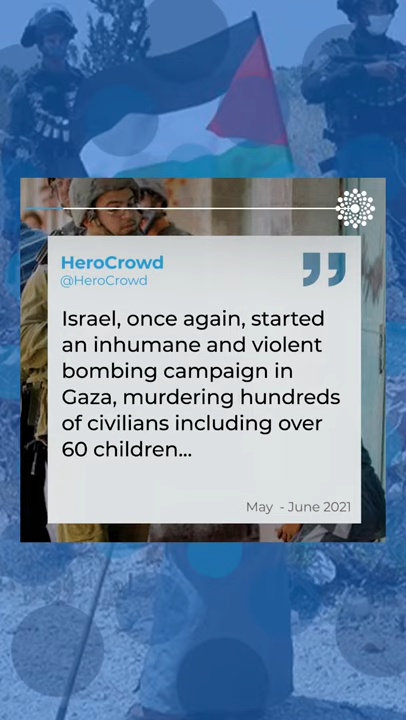 HeroCrowd
@HeroCrowd
Israel, once again, started
an inhumane and violent
bombing campaign in
Gaza, murdering hundreds
of civilians including over
60 children...
May - June 2021